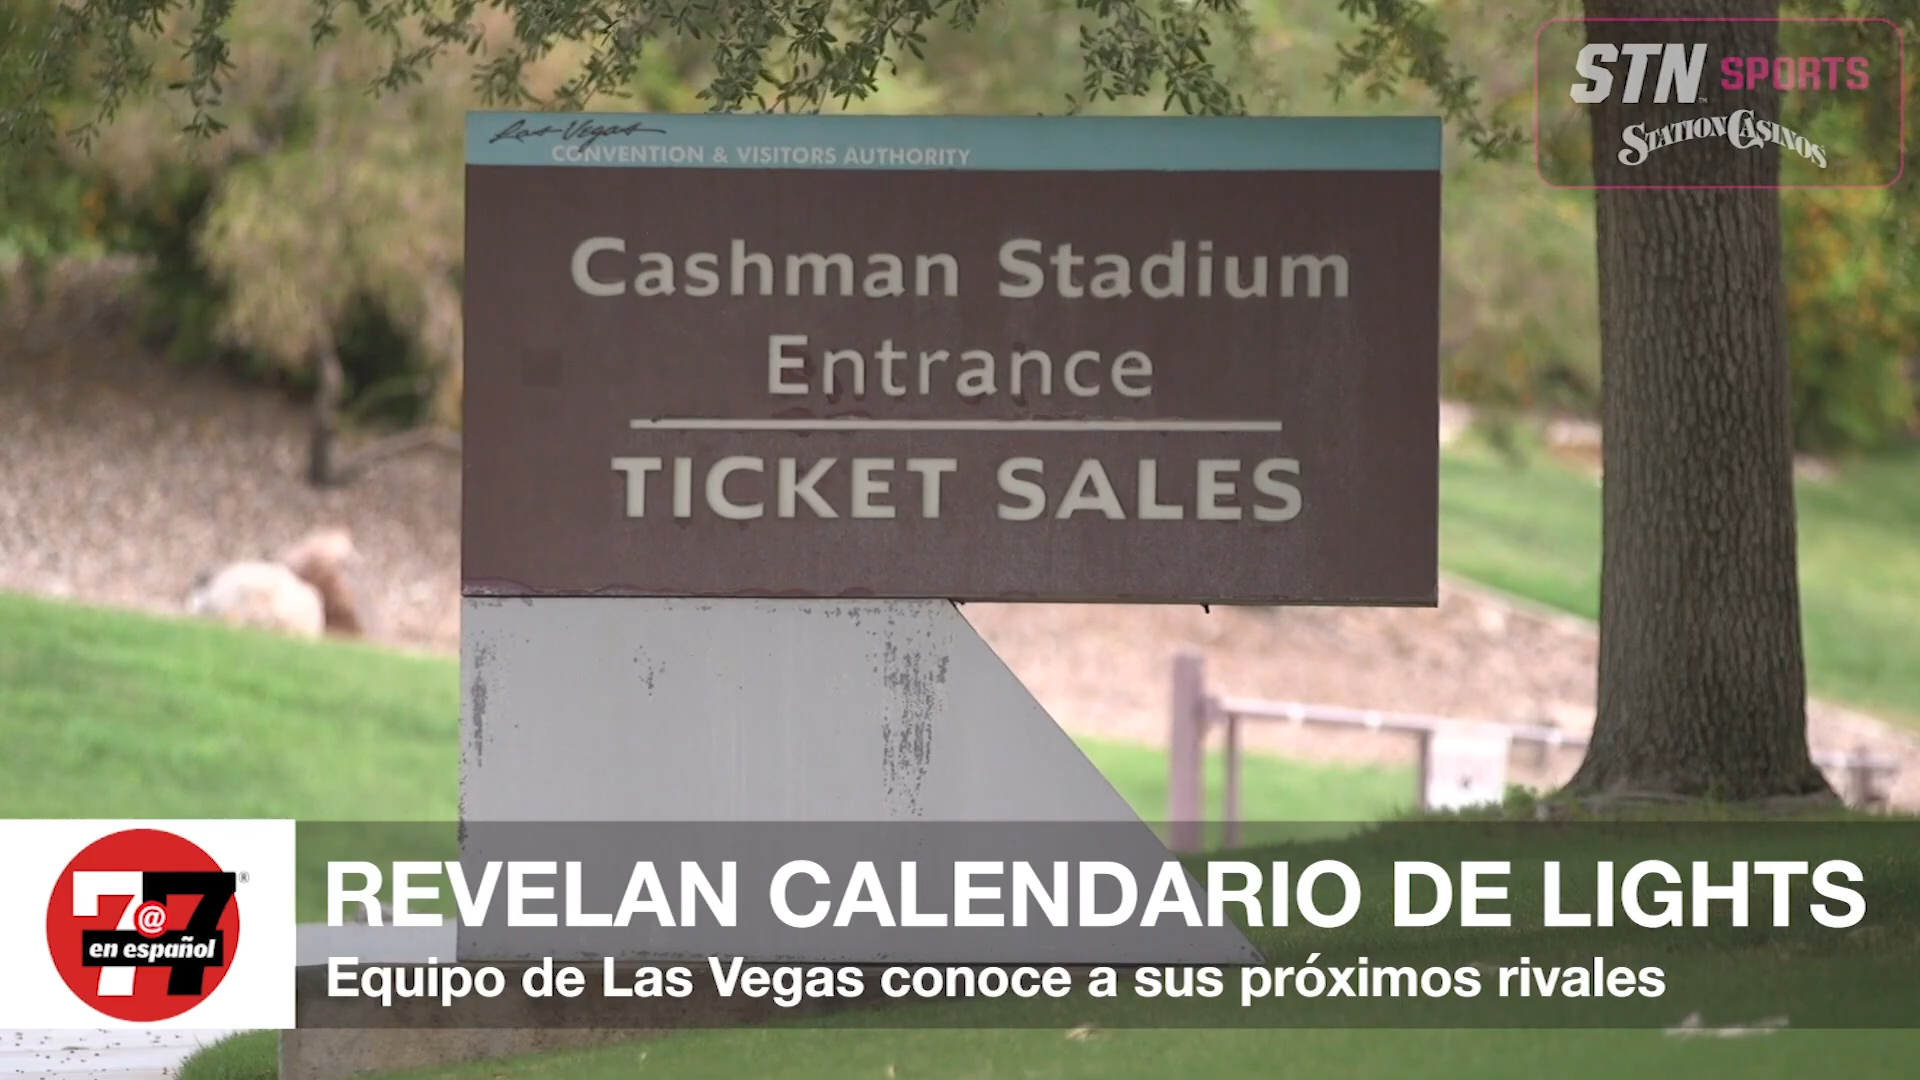 STN SPORTS
STATION CASINOS
Las Vegas
CONVENTION & VISITORS AUTHORITY
Cashman Stadium
Entrance
TICKET SALES
7@7
en español
REVELAN CALENDARIO DE LIGHTS
Equipo de Las Vegas conoce a sus próximos rivales